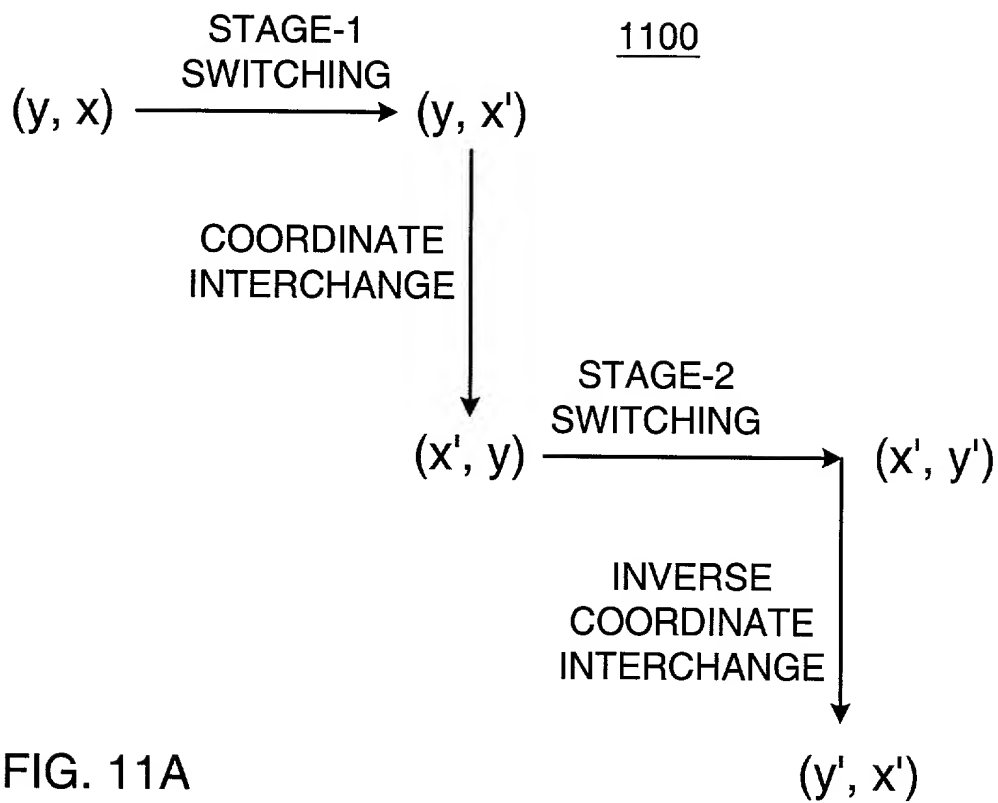 STAGE-1
SWITCHING
1100
(y, x)
(y, x')
COORDINATE
INTERCHANGE
STAGE-2
SWITCHING
(x', y)
(x', y')
INVERSE
COORDINATE
INTERCHANGE
FIG. 11A
(y', x')